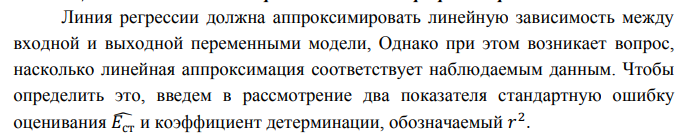 Линия регрессии должна аппроксимировать линейную зависимость между
входной и выходной переменными модели, Однако при этом возникает вопрос,
насколько линейная аппроксимация соответствует наблюдаемым данным. Чтобы
определить это, введем в рассмотрение два показателя стандартную ошибку
оценивания $\widehat{E_{\text{ст}}}$ и коэффициент детерминации, обозначаемый $r^2$.